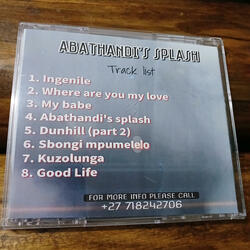 ABATHANDI'S SPLASH
Track list
1. Ingenile
2. Where are you my love
3. My babe
4. Abathandi's splash
5. Dunhill (part 2)
6. Sbongi mpumelelo
7. Kuzolunga
8. Good Life
FOR MORE INFO PLEASE CALL
+27 718242706